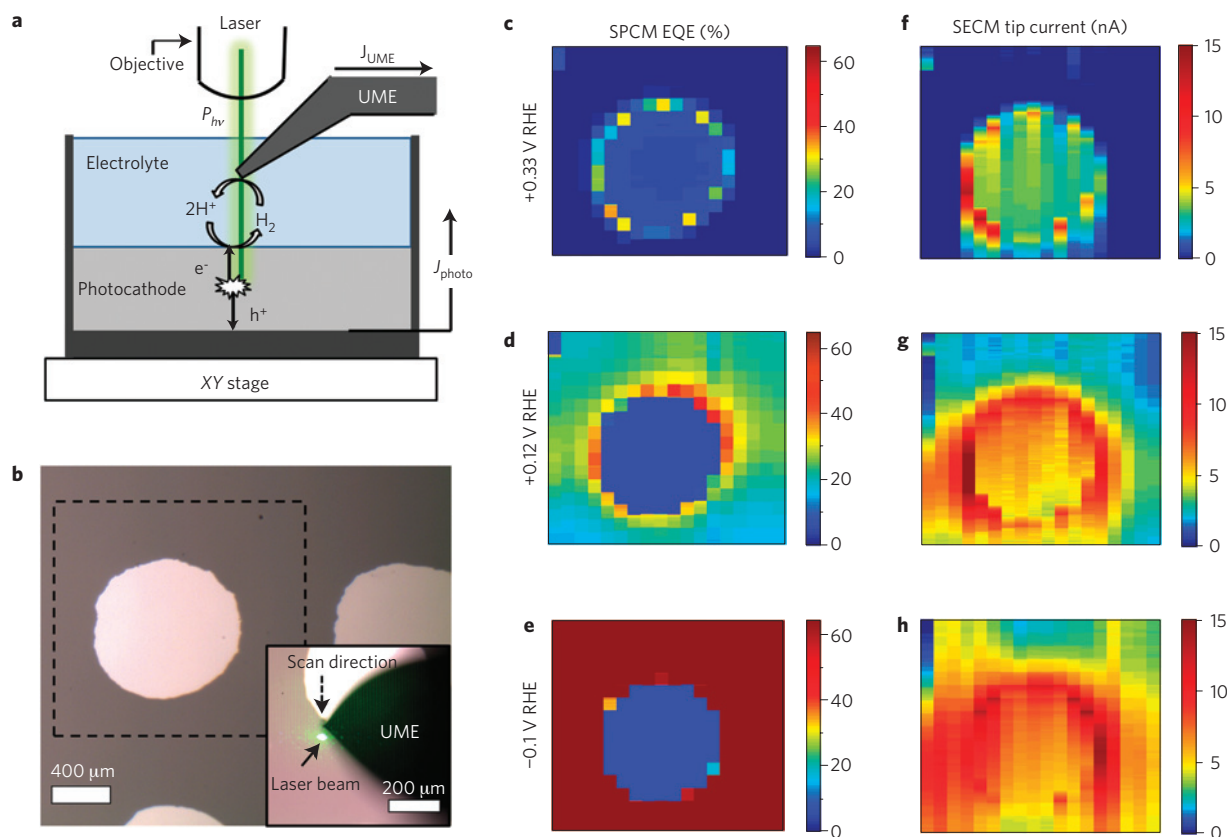 a
Laser
Objective
J_UME
UME
P_hν
Electrolyte
2H⁺
H₂
e⁻
Photocathode
h⁺
J_photo
XY stage
b
Scan direction
UME
Laser beam
400 μm
200 μm
c
SPCM EQE (%)
+0.33 V RHE
60
40
20
0
d
+0.12 V RHE
60
40
20
0
e
−0.1 V RHE
60
40
20
0
f
SECM tip current (nA)
15
10
5
0
g
15
10
5
0
h
15
10
5
0